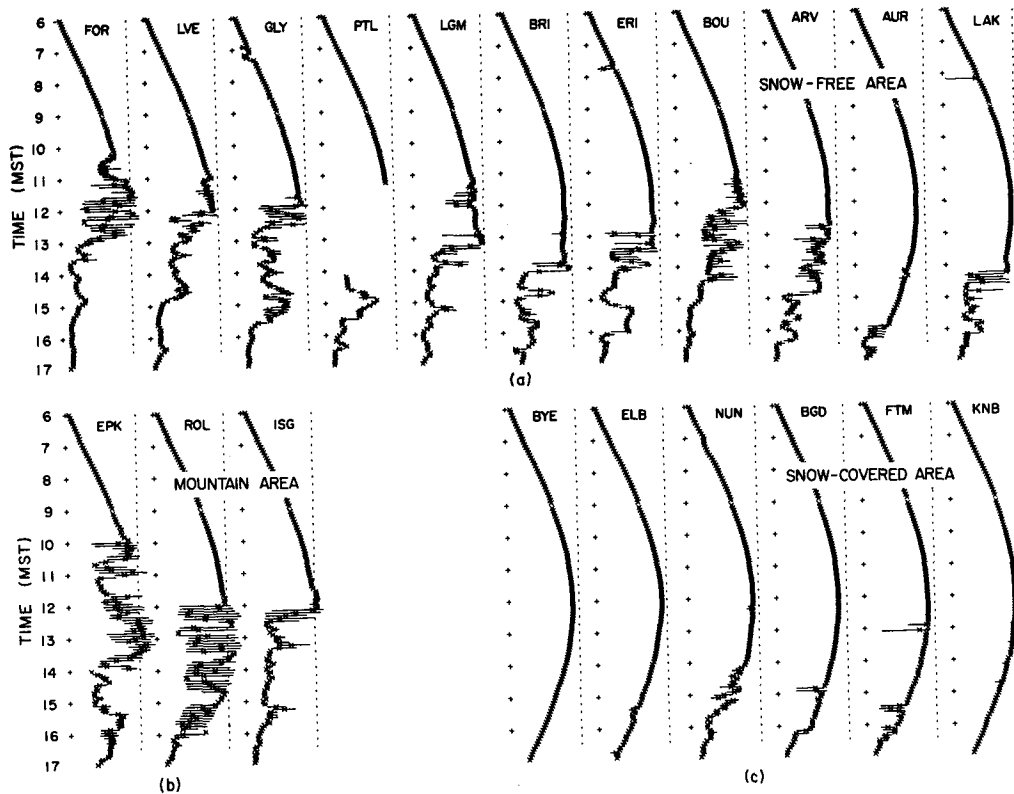 FOR LVE GLY PTL LGM BRI ERI BOU ARV AUR LAK
SNOW-FREE AREA
6
7
8
9
10
11
12
13
14
15
16
17
TIME (MST)
(a)
EPK ROL ISG BYE ELB NUN BGD FTM KNB
MOUNTAIN AREA
SNOW-COVERED AREA
6
7
8
9
10
11
12
13
14
15
16
17
TIME (MST)
(b)
(c)